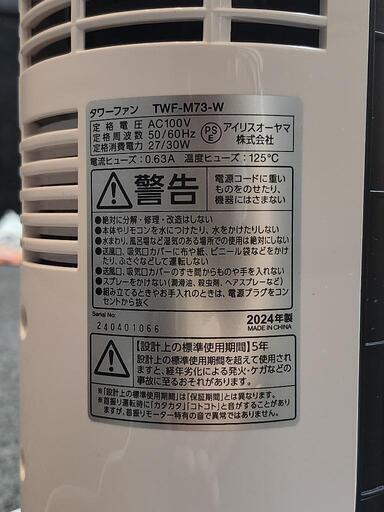 タワーファン TWF-M73-W
定格電圧 AC100V
定格周波数 50/60Hz
定格消費電力 27/30W
PS
E
アイリスオーヤマ
株式会社
電流ヒューズ:0.63A 温度ヒューズ:125℃
警告
電源コードに重い
ものをのせたり、
機器にはさまない
●絶対に分解・修理・改造はしない
●本体やリモコンを水につけたり、水をかけたりしない
●水まわり、風呂場など湿気のある場所での使用は絶対にしない
●送風口、吸気口カバーに布や紙、ビニール袋などをかけたり、
ふさぐなどして運転しない
●送風口、吸気口カバーのすき間からものや手を入れない
●スプレーをかけない(潤滑油、殺虫剤、ヘアスプレーなど)
●組み立てるときやお手入れのときは、電源プラグをコン
セントから抜く
Serial No:
240401066
2024年製
MADE IN CHINA
【設計上の標準使用期間】5年
設計上の標準使用期間を超えて使用され
ますと、経年劣化による発火・ケガなどの
事故に至るおそれがあります。
※「設計上の標準使用期間」は「保証期間」とは異なります。
※首振り運転時に「カタカタ」「コトコト」と音がすることがあり
ますが、首振りモーター特有の音で異常ではありません。